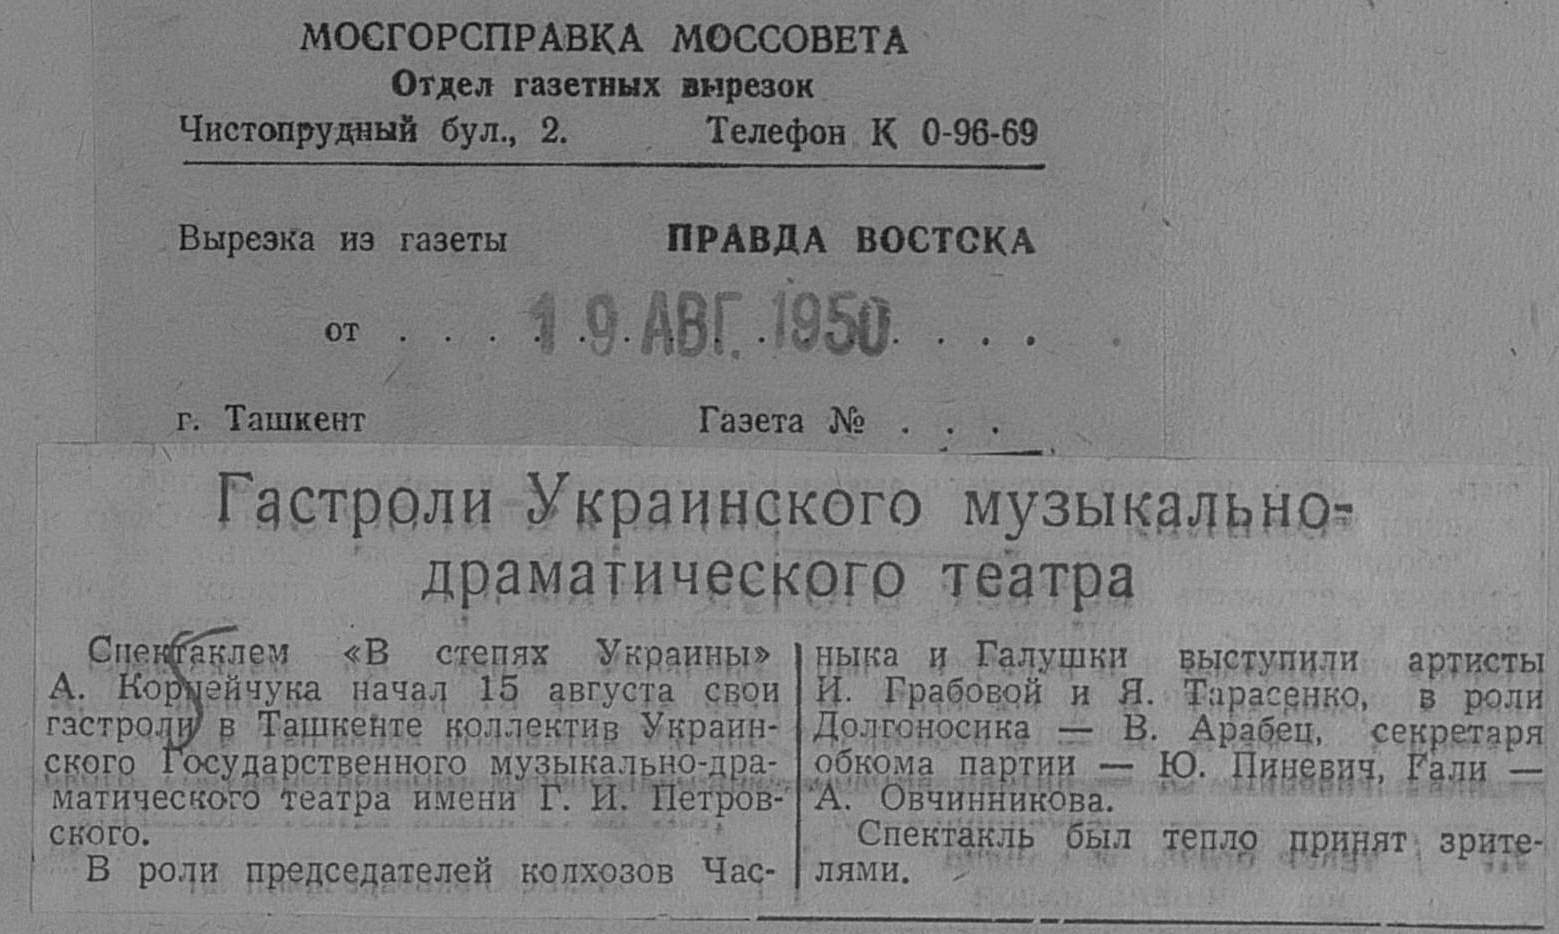 МОСГОРСПРАВКА МОССОВЕТА
Отдел газетных вырезок
Чистопрудный бул., 2. Телефон К 0-96-69
Вырезка из газеты ПРАВДА ВОСТОКА
от . . . . 19. АВГ. 1950 . . . .
г. Ташкент Газета № . . .
Гастроли Украинского музыкально-
драматического театра
Спектаклем «В степях Украины»
А. Корнейчука начал 15 августа свои
гастроли в Ташкенте коллектив Украин-
ского Государственного музыкально-дра-
матического театра имени Г. И. Петров-
ского.
В роли председателей колхозов Час-
ныка и Галушки выступили артисты
И. Грабовой и Я. Тарасенко, в роли
Долгоносика — В. Арабец, секретаря
обкома партии — Ю. Пиневич, Гали —
А. Овчинникова.
Спектакль был тепло принят зрите-
лями.